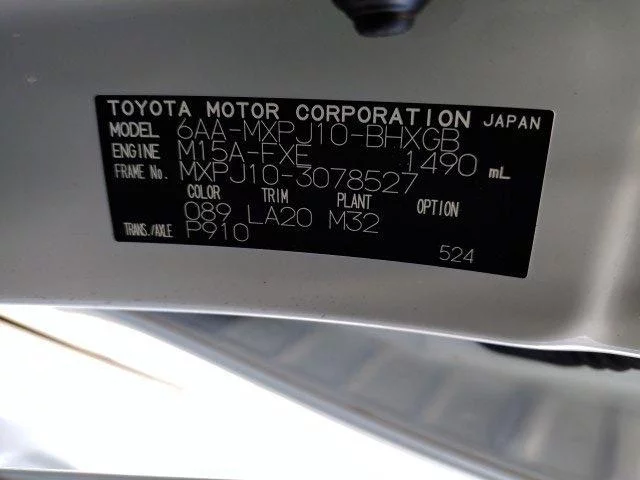 TOYOTA MOTOR CORPORATION JAPAN
MODEL 6AA-MXPJ10-BHXGB
ENGINE M15A-FXE 1490 mL
FRAME No. MXPJ10-3078527
COLOR TRIM PLANT OPTION
089 LA20 M32
TRANS./AXLE P910
524